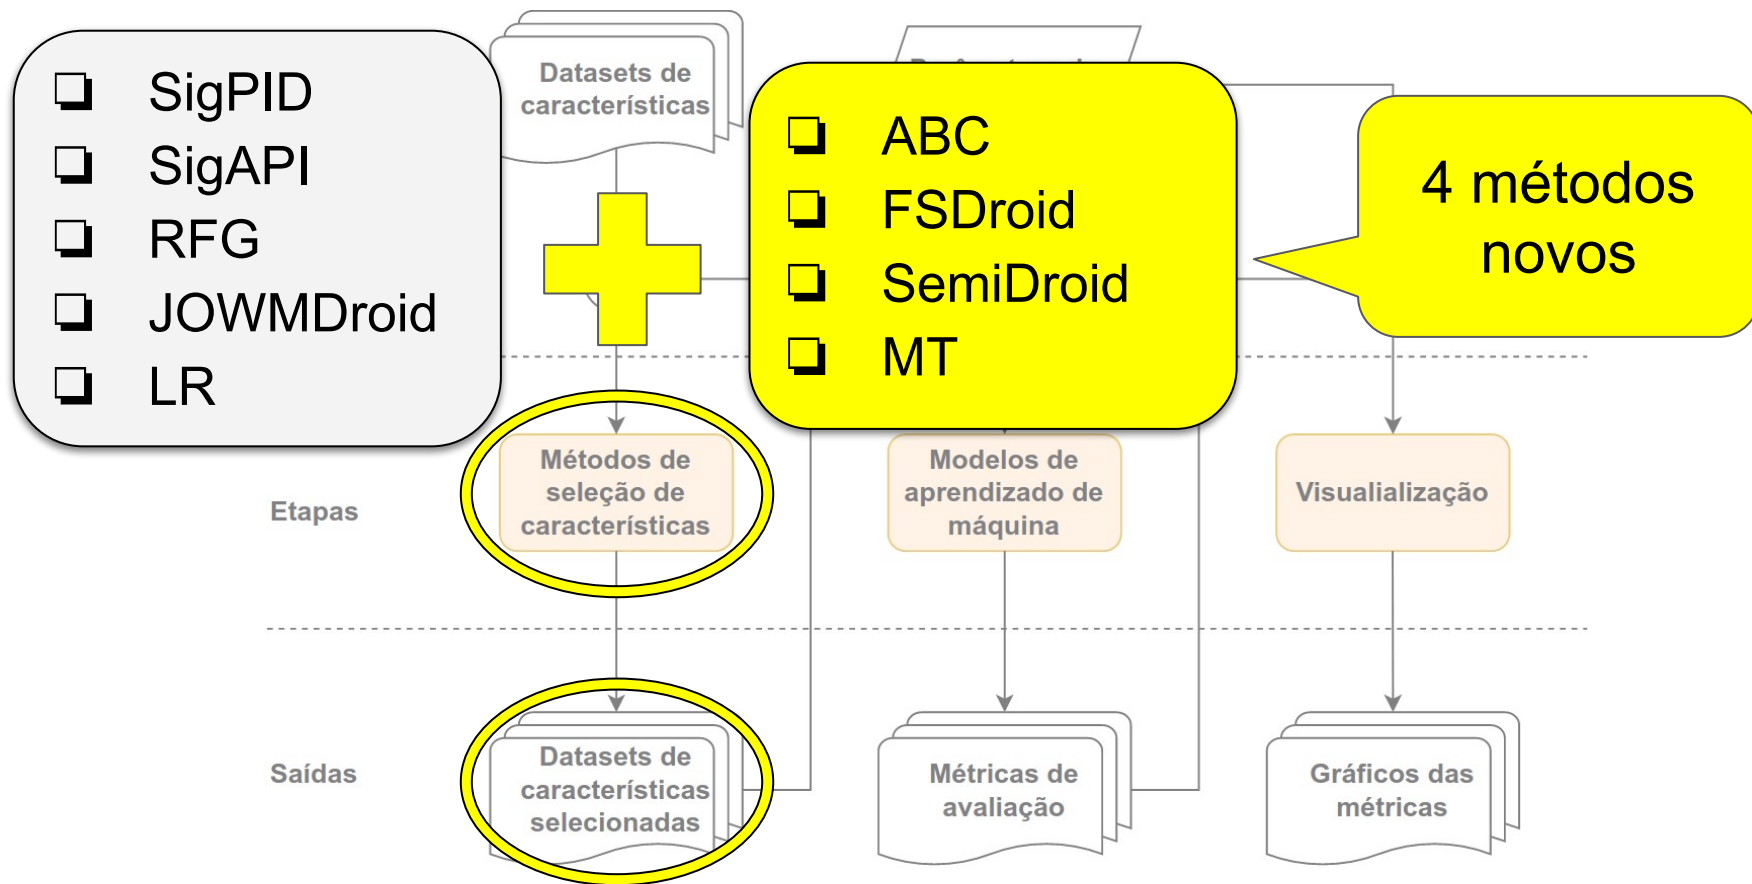 SigPID
SigAPI
RFG
JOWMDroid
LR
Datasets de
características
ABC
FSDroid
SemiDroid
MT
4 métodos
novos
Etapas
Métodos de
seleção de
características
Modelos de
aprendizado de
máquina
Visualialização
Saídas
Datasets de
características
selecionadas
Métricas de
avaliação
Gráficos das
métricas